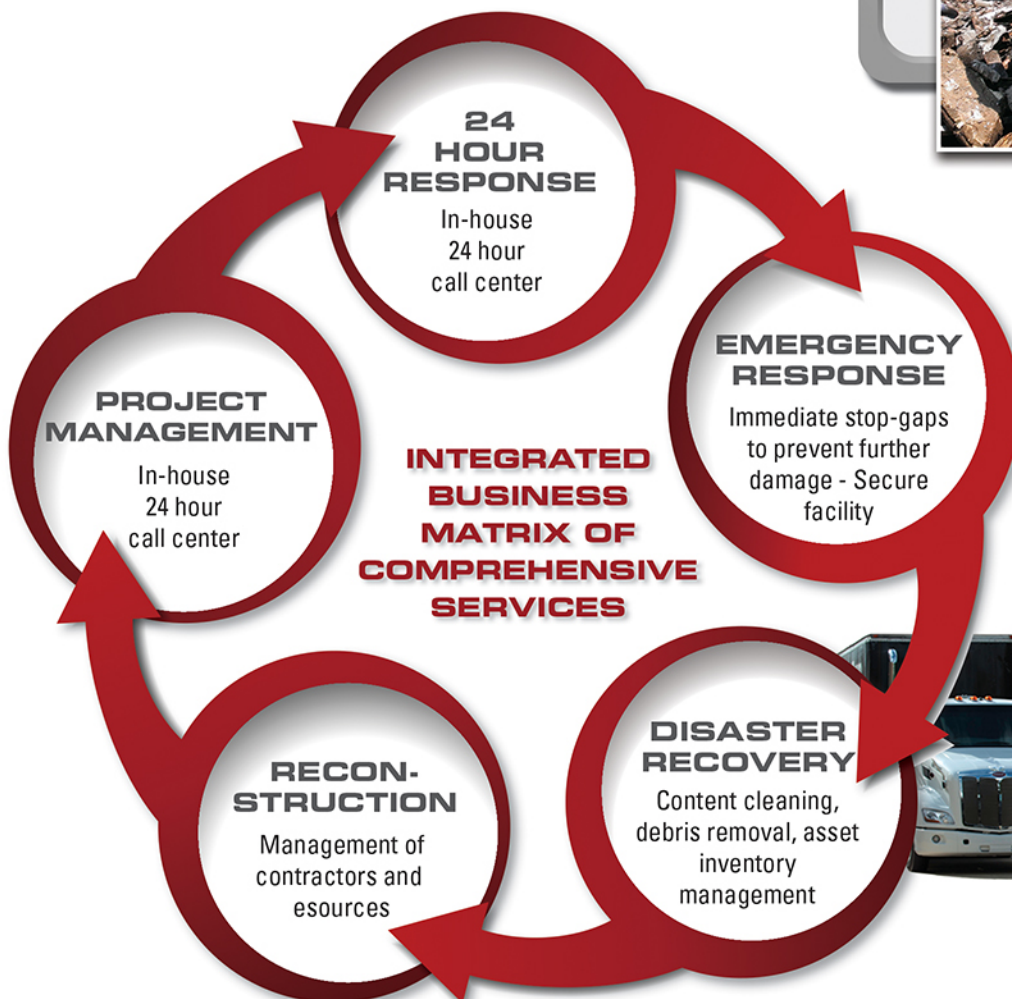 24
HOUR
RESPONSE
In-house
24 hour
call center
EMERGENCY
RESPONSE
Immediate stop-gaps
to prevent further
damage - Secure
facility
DISASTER
RECOVERY
Content cleaning,
debris removal, asset
inventory
management
RECON-
STRUCTION
Management of
contractors and
esources
PROJECT
MANAGEMENT
In-house
24 hour
call center
INTEGRATED
BUSINESS
MATRIX OF
COMPREHENSIVE
SERVICES